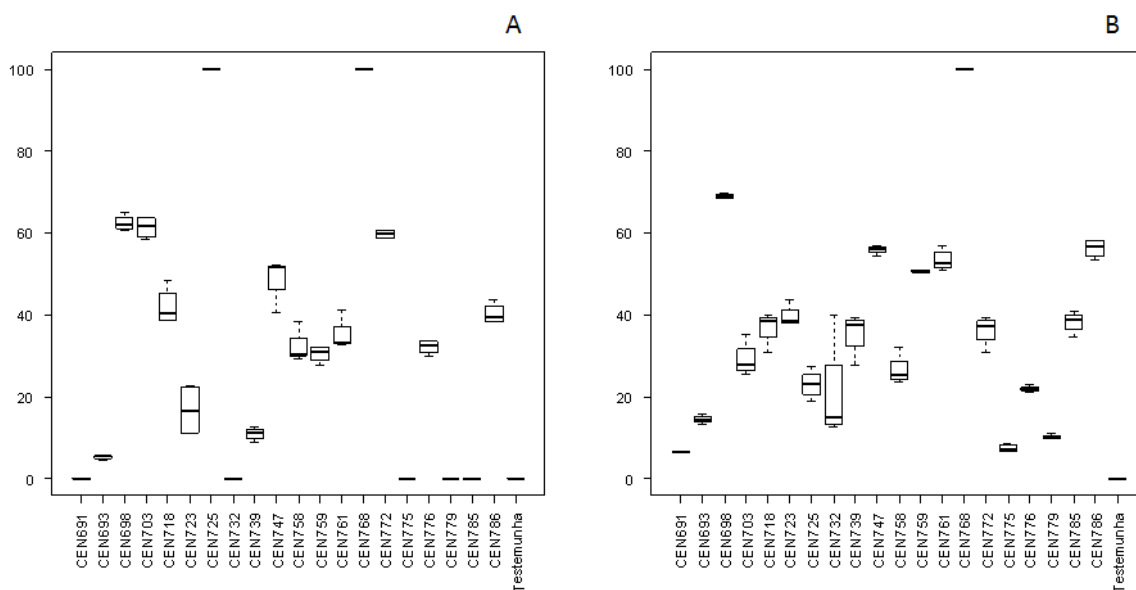 A
100
80
60
40
20
0
CEN691
CEN693
CEN698
CEN703
CEN718
CEN723
CEN725
CEN732
CEN739
CEN747
CEN758
CEN759
CEN761
CEN768
CEN772
CEN775
CEN776
CEN779
CEN785
CEN786
Testemunha
B
100
80
60
40
20
0
CEN691
CEN693
CEN698
CEN703
CEN718
CEN723
CEN725
CEN732
CEN739
CEN747
CEN758
CEN759
CEN761
CEN768
CEN772
CEN775
CEN776
CEN779
CEN785
CEN786
Testemunha